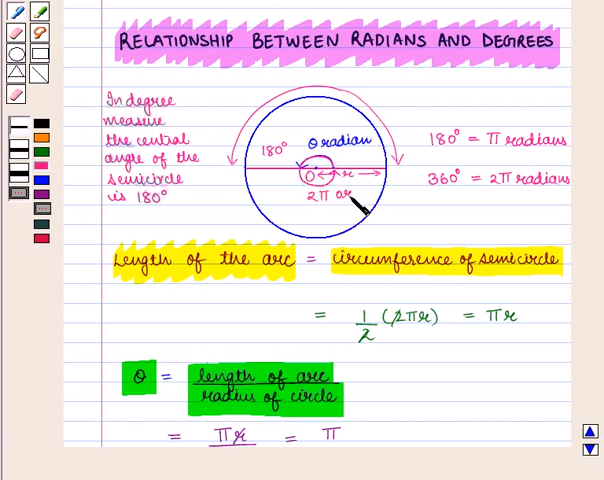 RELATIONSHIP BETWEEN RADIANS AND DEGREES
In degree
measure
the central
angle of the
semicircle
is 180°
180°
θ radian
O
r
2π or
180° = π radians
360° = 2π radians
Length of the arc = circumference of semicircle
= 1/2 (2πr) = πr
θ = length of arc / radius of circle
= πr = π